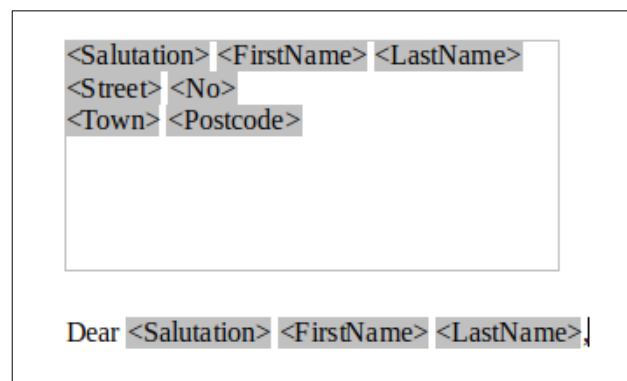 <Salutation> <FirstName> <LastName>
<Street> <No>
<Town> <Postcode>
Dear <Salutation> <FirstName> <LastName>,